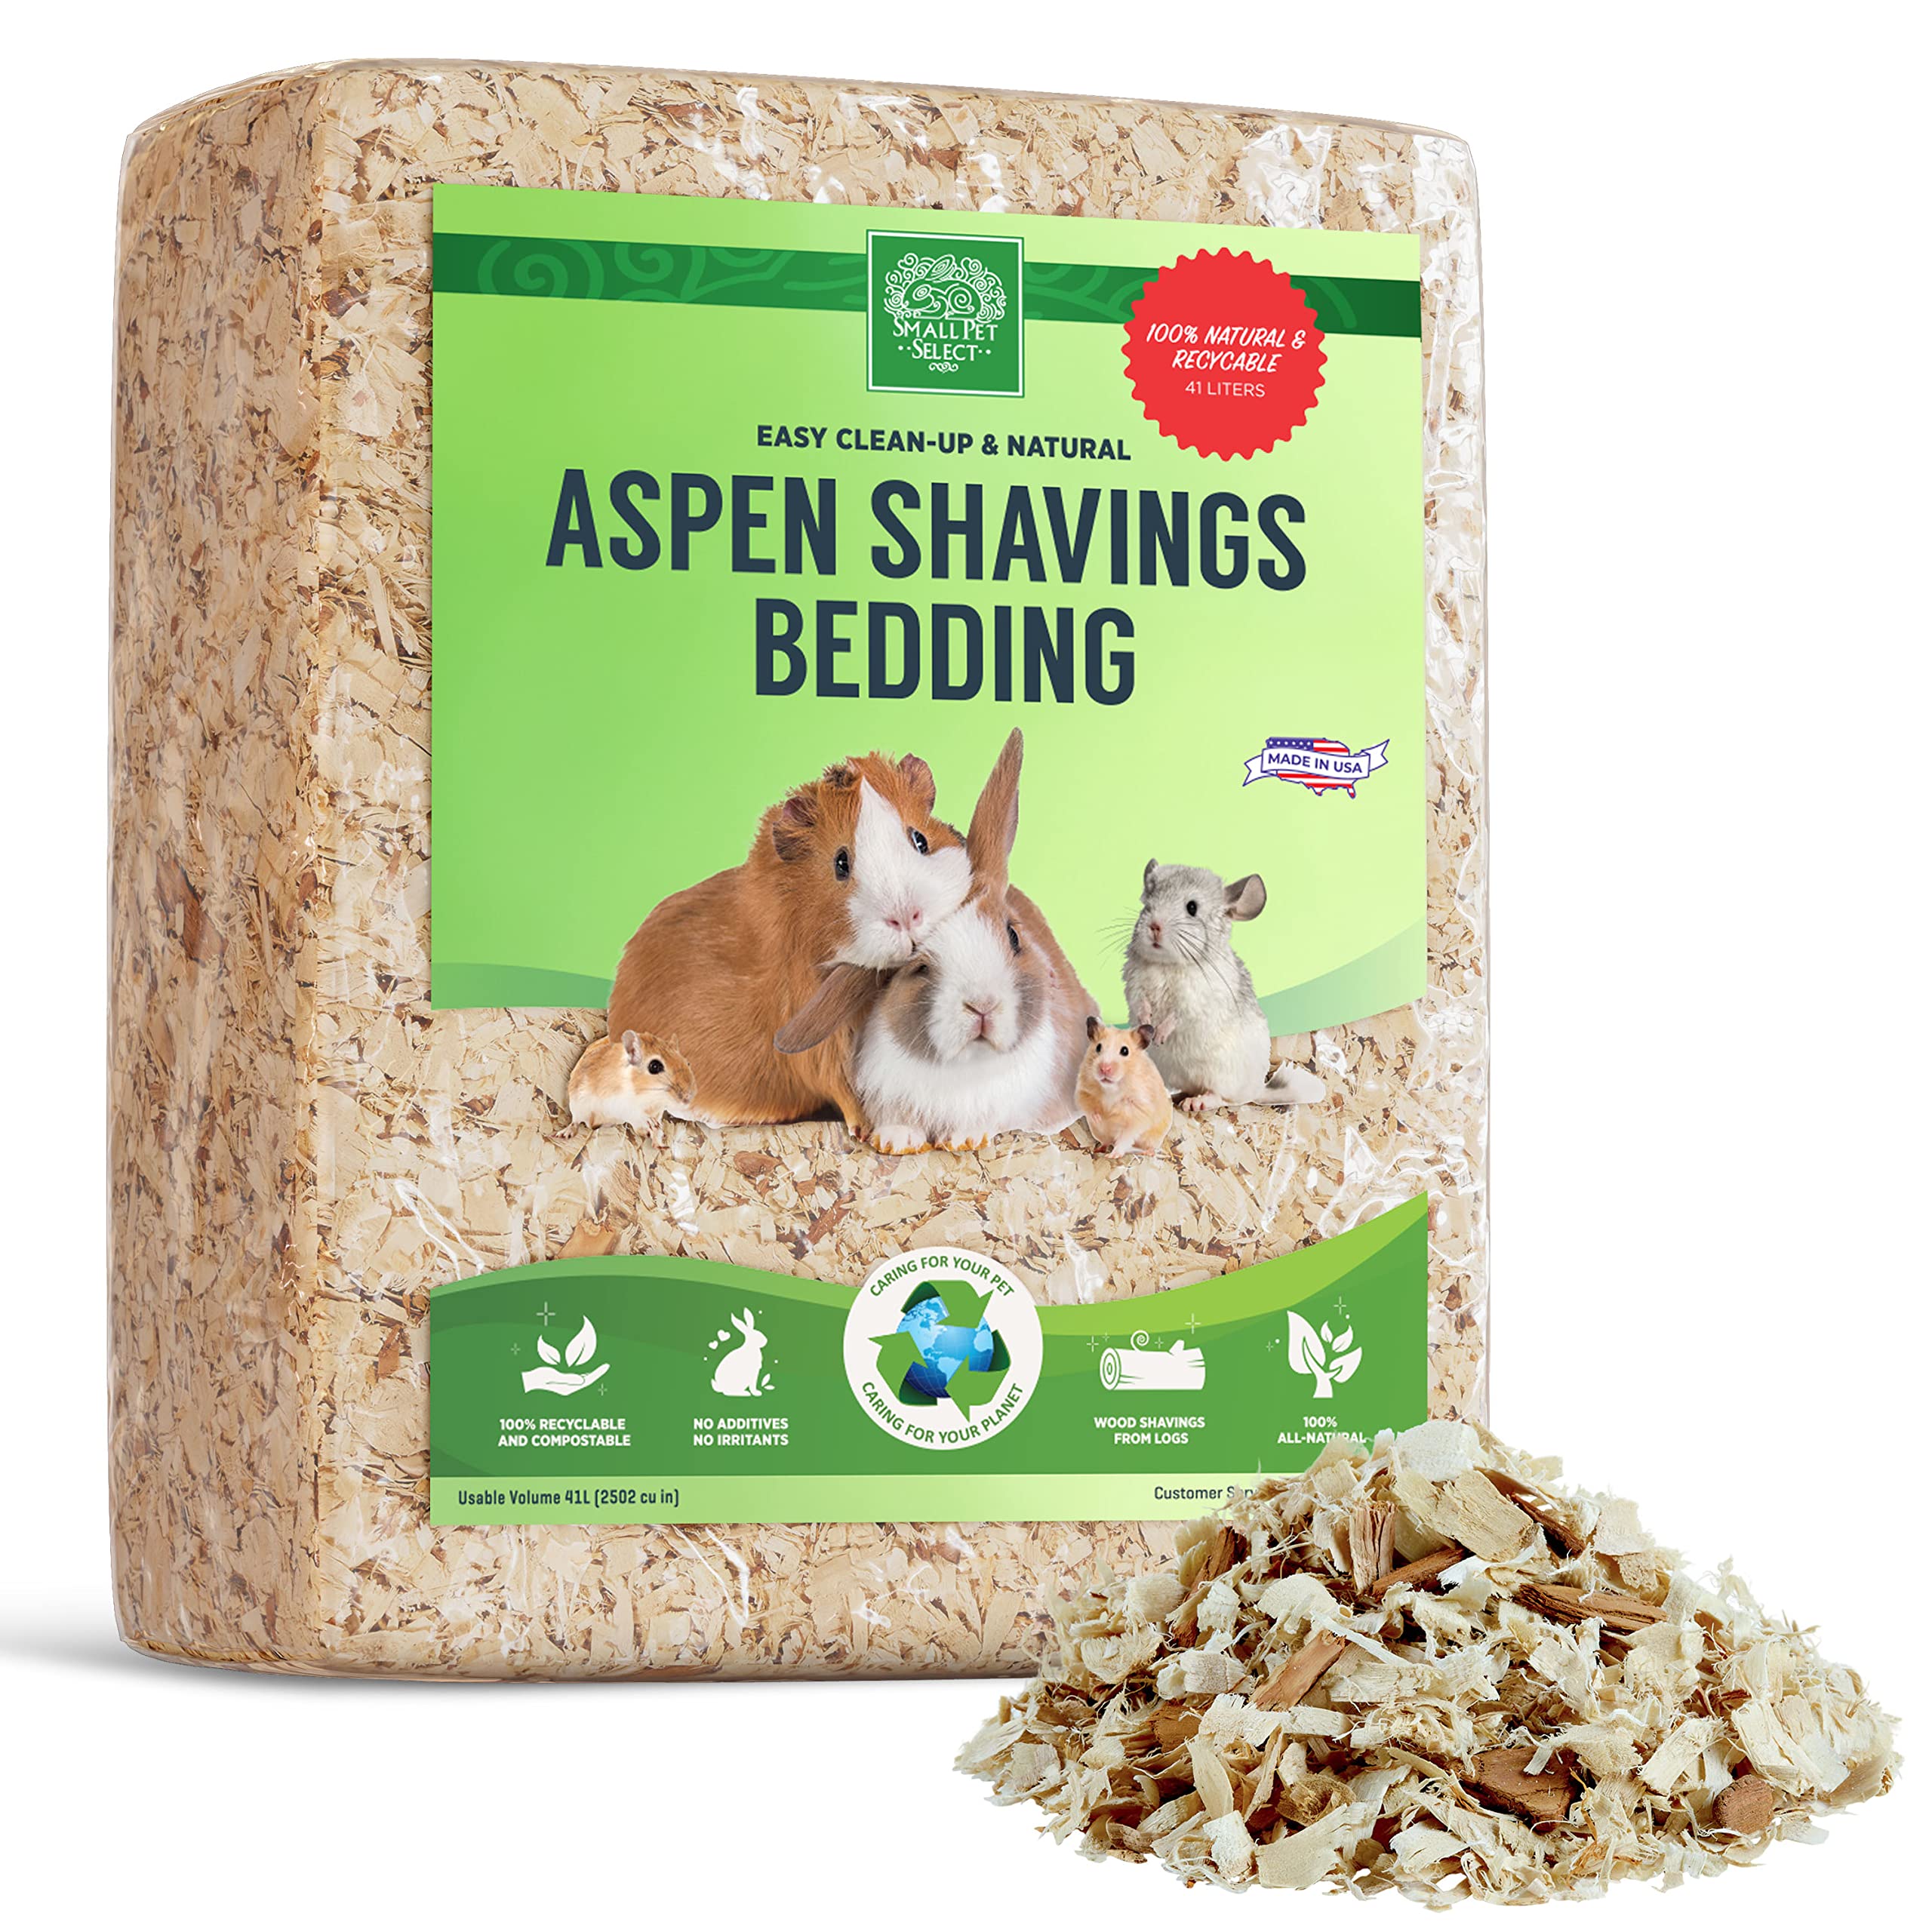 SMALL PET
SELECT
100% NATURAL &
RECYCABLE
41 LITERS
EASY CLEAN-UP & NATURAL
ASPEN SHAVINGS
BEDDING
MADE IN USA
CARING FOR YOUR PET
CARING FOR YOUR PLANET
100% RECYCLABLE
AND COMPOSTABLE
NO ADDITIVES
NO IRRITANTS
WOOD SHAVINGS
FROM LOGS
100%
ALL-NATURAL
Usable Volume 41L (2502 cu in)
Customer